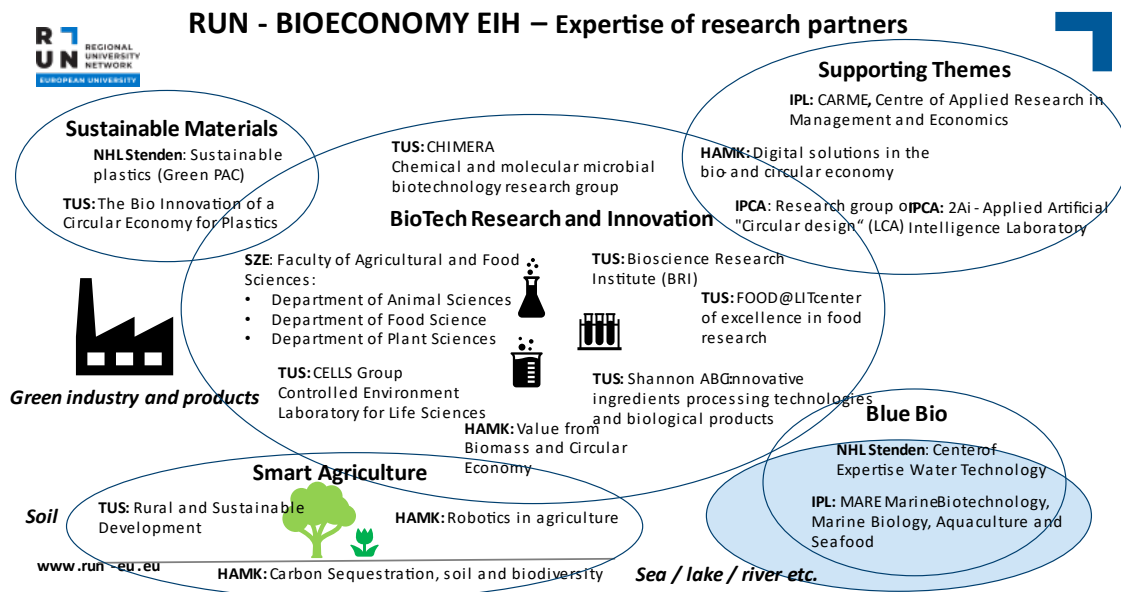 RUN - BIOECONOMY EIH – Expertise of research partners
R
UN
REGIONAL
UNIVERSITY
NETWORK
EUROPEAN UNIVERSITY
Supporting Themes
IPL: CARME, Centre of Applied Research in
Management and Economics
HAMK: Digital solutions in the
bio- and circular economy
IPCA: Research group o
"Circular design“ (LCA)
IPCA: 2Ai - Applied Artificial
Intelligence Laboratory
Sustainable Materials
NHL Stenden: Sustainable
plastics (Green PAC)
TUS: The Bio Innovation of a
Circular Economy for Plastics
TUS: CHIMERA
Chemical and molecular microbial
biotechnology research group
BioTech Research and Innovation
SZE: Faculty of Agricultural and Food
Sciences:
• Department of Animal Sciences
• Department of Food Science
• Department of Plant Sciences
TUS: Bioscience Research
Institute (BRI)
TUS: FOOD@LIT center
of excellence in food
research
TUS: CELLS Group
Controlled Environment
Laboratory for Life Sciences
TUS: Shannon ABC: innovative
ingredients processing technologies
and biological products
HAMK: Value from
Biomass and Circular
Economy
Green industry and products
Blue Bio
NHL Stenden: Center of
Expertise Water Technology
IPL: MARE Marine Biotechnology,
Marine Biology, Aquaculture and
Seafood
Sea / lake / river etc.
Smart Agriculture
TUS: Rural and Sustainable
Development
HAMK: Robotics in agriculture
Soil
HAMK: Carbon Sequestration, soil and biodiversity
www.run-eu.eu